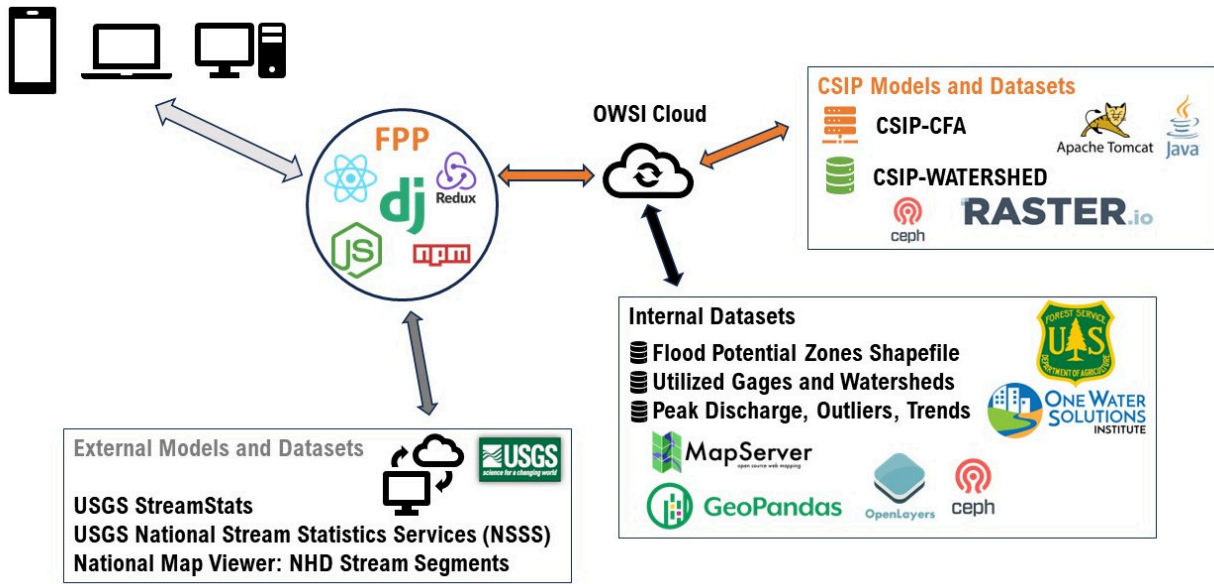 FPP
Redux
dj
JS
npm
OWSI Cloud
CSIP Models and Datasets
CSIP-CFA
Apache Tomcat
Java
CSIP-WATERSHED
ceph
RASTER.io
Internal Datasets
Flood Potential Zones Shapefile
Utilized Gages and Watersheds
Peak Discharge, Outliers, Trends
FOREST SERVICE
U S
DEPARTMENT OF AGRICULTURE
ONE WATER
SOLUTIONS
INSTITUTE
MapServer
open source web mapping
GeoPandas
OpenLayers
ceph
External Models and Datasets
USGS
science for a changing world
USGS StreamStats
USGS National Stream Statistics Services (NSSS)
National Map Viewer: NHD Stream Segments